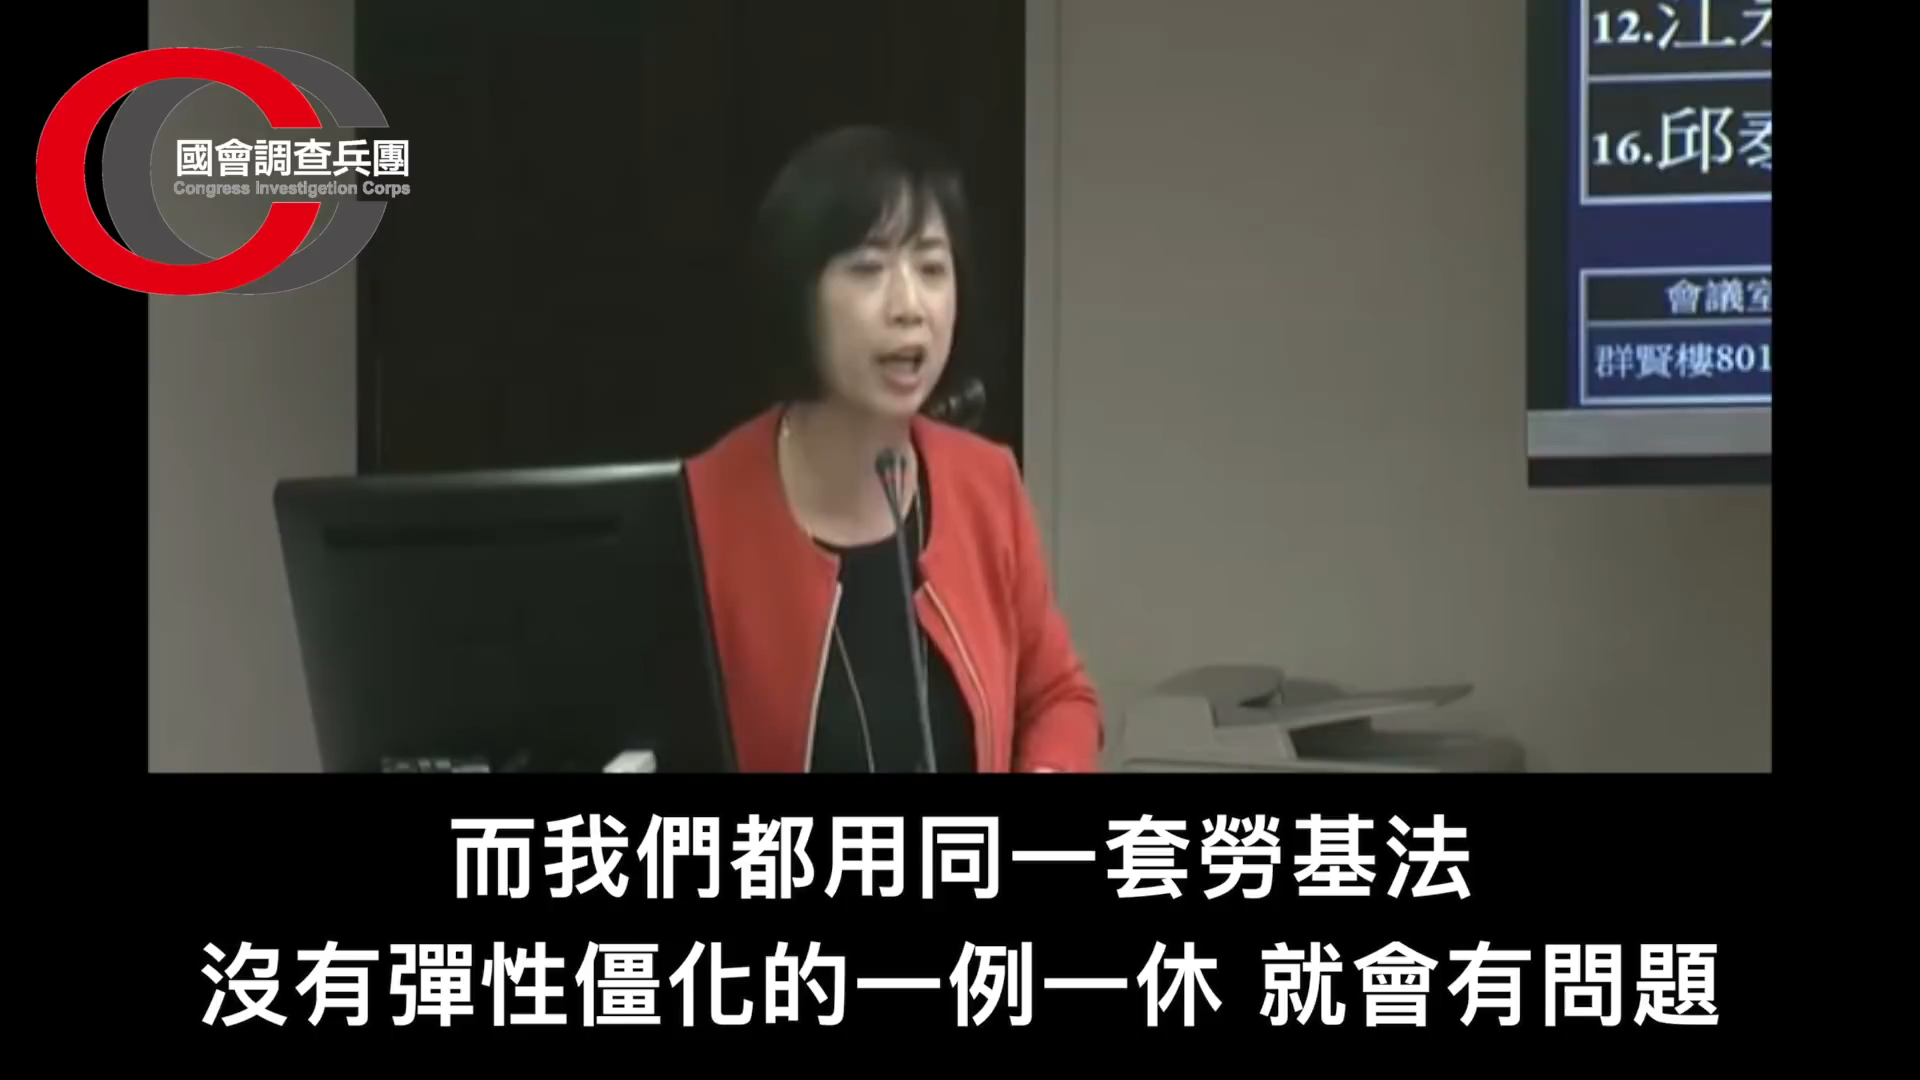 國會調查兵團
Congress Investigetion Corps
12.江
16.邱
會議
群賢樓801
而我們都用同一套勞基法
沒有彈性僵化的一例一休 就會有問題